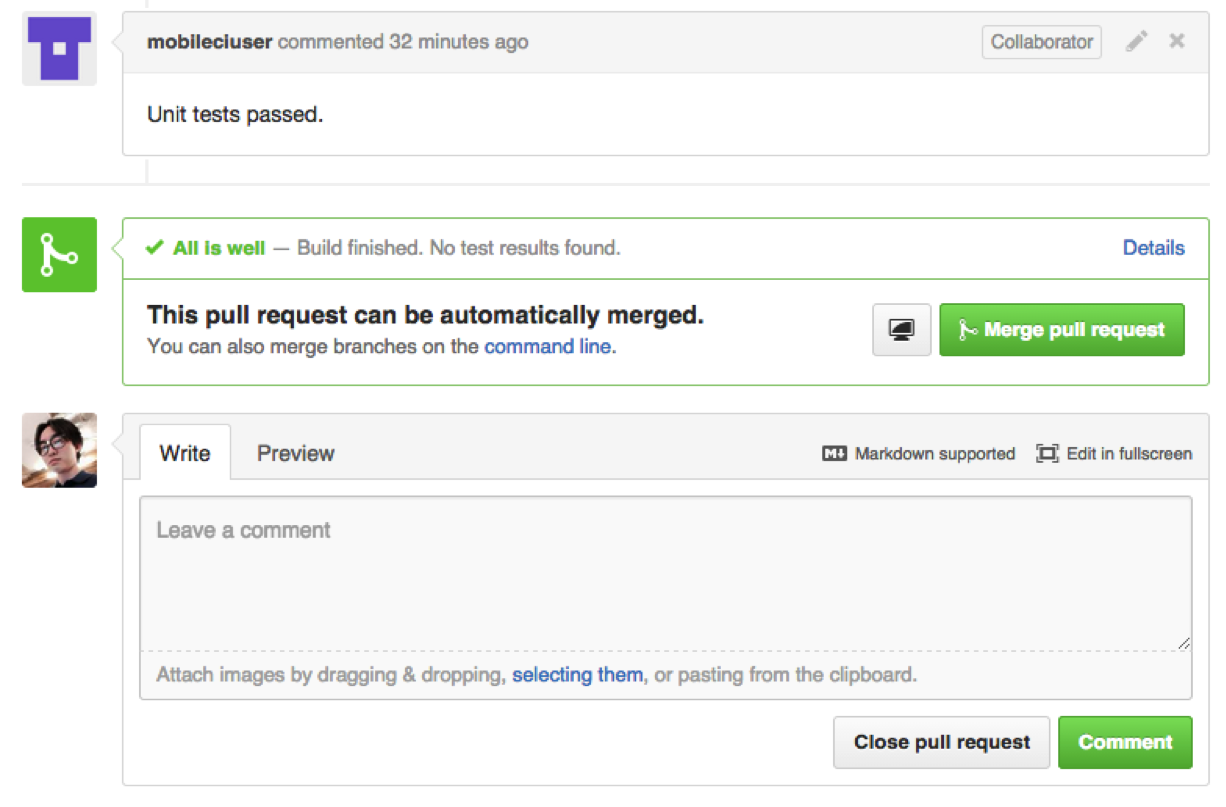 mobileciuser commented 32 minutes ago Collaborator
Unit tests passed.
All is well — Build finished. No test results found. Details
This pull request can be automatically merged.
You can also merge branches on the command line.
Merge pull request
Write Preview M↓ Markdown supported Edit in fullscreen
Leave a comment
Attach images by dragging & dropping, selecting them, or pasting from the clipboard.
Close pull request Comment